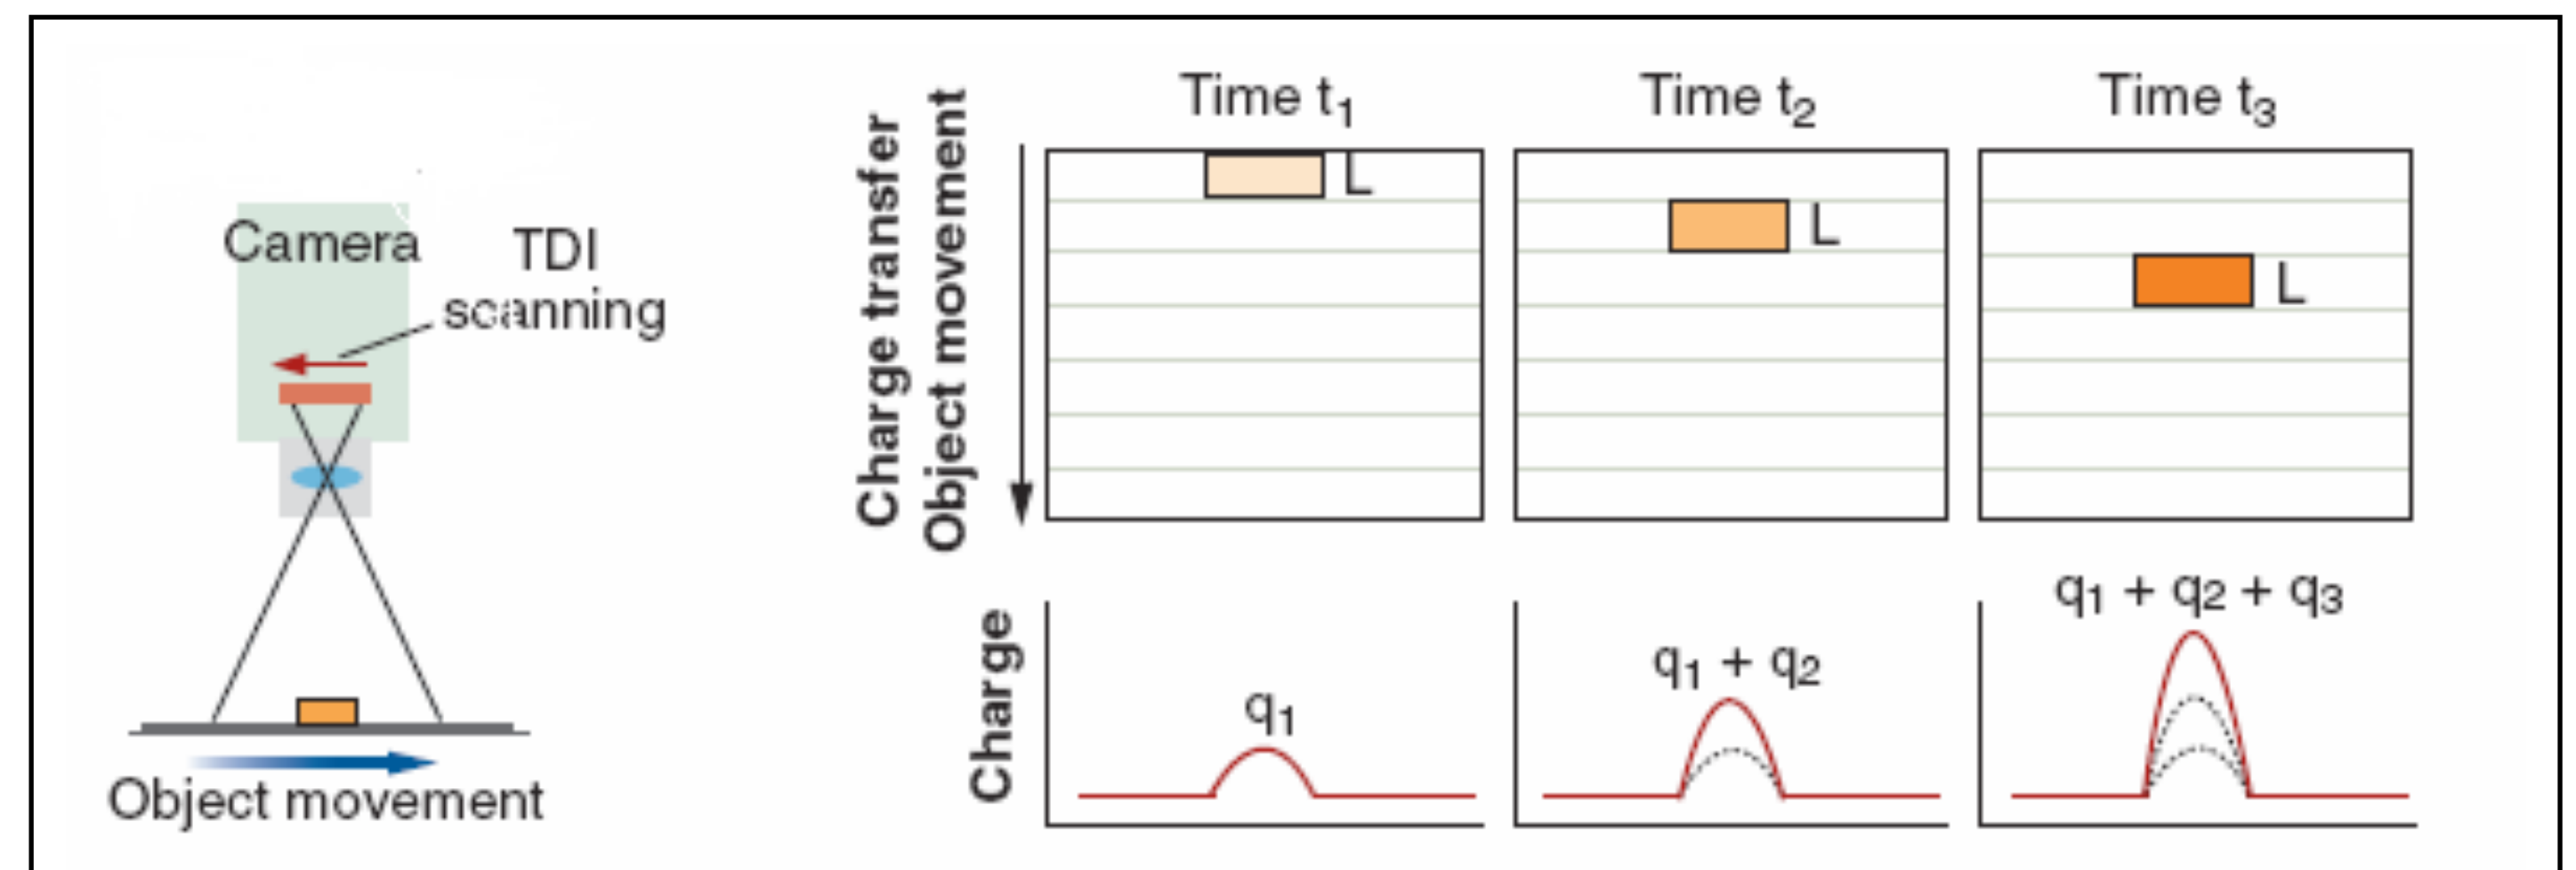 Camera
TDI
scanning
Object movement
Charge transfer
Object movement
Time t₁
Time t₂
Time t₃
L
L
L
Charge
q₁
q₁ + q₂
q₁ + q₂ + q₃